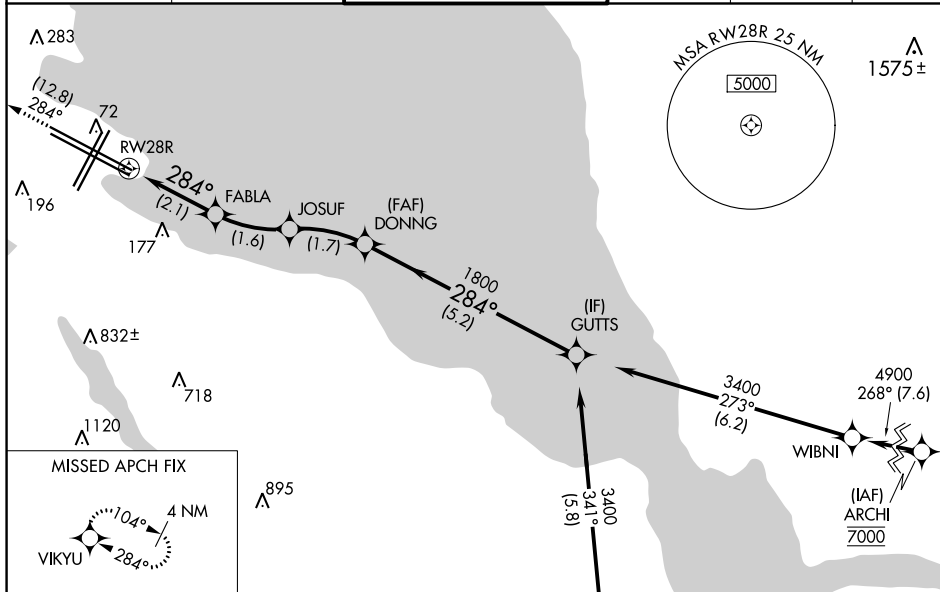 283
(12.8)
284°
72
RW28R
196
177
284°
(2.1)
FABLA
(1.6)
JOSUF
(1.7)
(FAF)
DONNG
1800
284°
(5.2)
(IF)
GUTTS
MSA RW28R 25 NM
5000
1575±
3400
273°
(6.2)
4900
268° (7.6)
WIBNI
(IAF)
ARCHI
7000
3400
341°
(5.8)
832±
718
1120
895
MISSED APCH FIX
104°
4 NM
284°
VIKYU